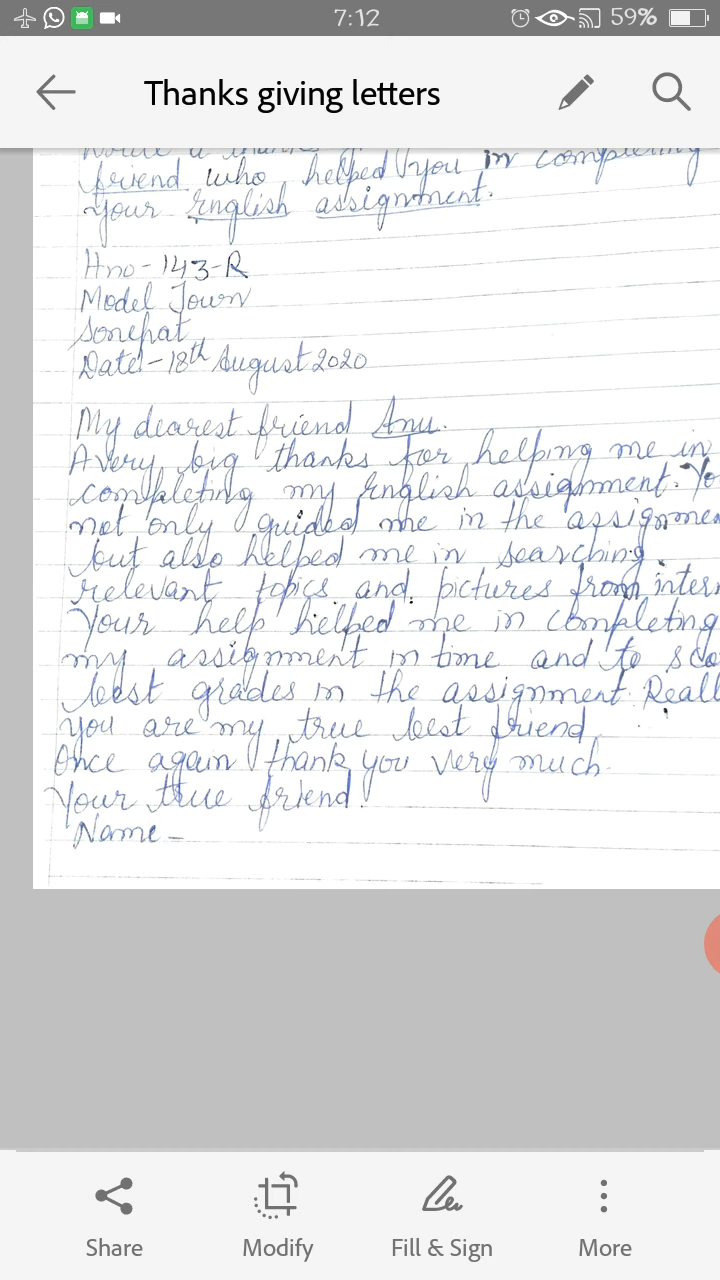 7:12
59%
Thanks giving letters
friend who helped you in
your English assignment.
Hno-143-R
Model Town
Sonepat
Date:-18th August 2020
My dearest friend Anu.
A very big thanks for helping me in
completing my English assignment.
not only guided me in the
but also helped me in searching
relevant topics and pictures from
Your help helped me in completing
my assignment in time and to
best grades in the assignment.
you are my true best friend
Once again thank you very much.
Your true friend
Name -
Share
Modify
Fill & Sign
More